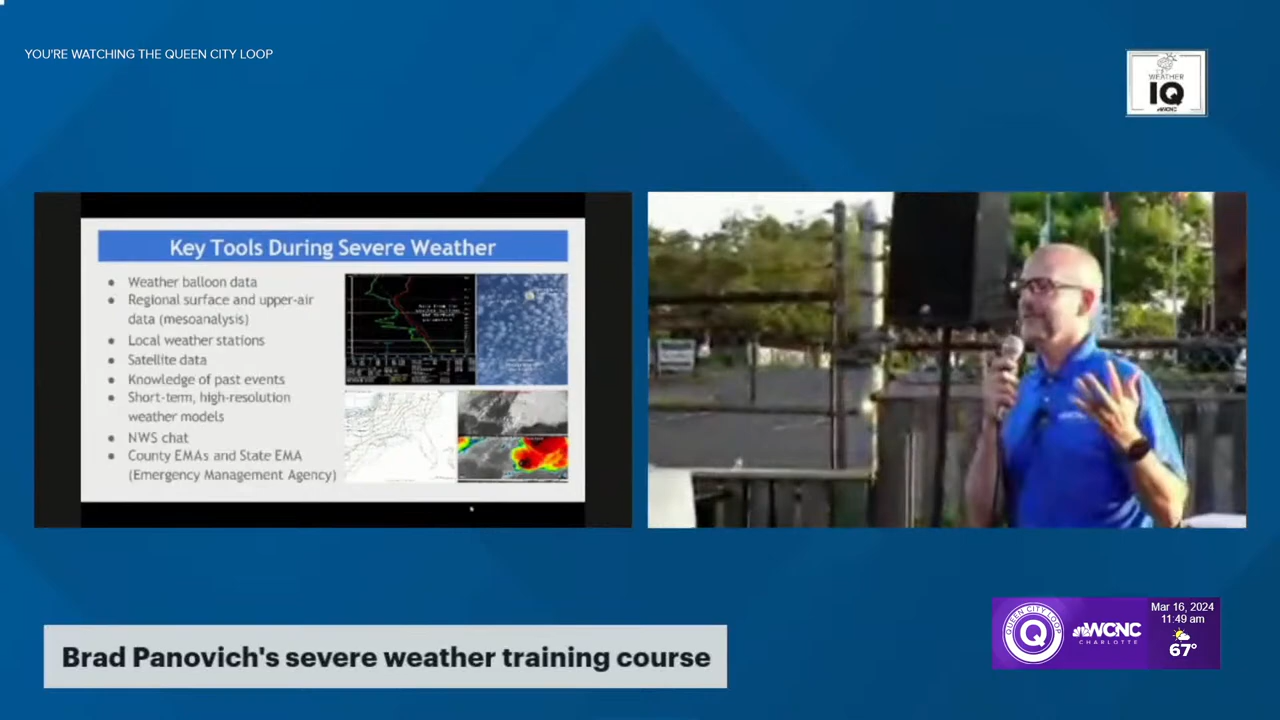 YOU'RE WATCHING THE QUEEN CITY LOOP
WEATHER
IQ
WCNC
Key Tools During Severe Weather
● Weather balloon data
● Regional surface and upper-air
data (mesoanalysis)
● Local weather stations
● Satellite data
● Knowledge of past events
● Short-term, high-resolution
weather models
● NWS chat
● County EMAs and State EMA
(Emergency Management Agency)
Brad Panovich's severe weather training course
QUEEN CITY LOOP
Q
WCNC
CHARLOTTE
Mar 16, 2024
11:49 am
67°